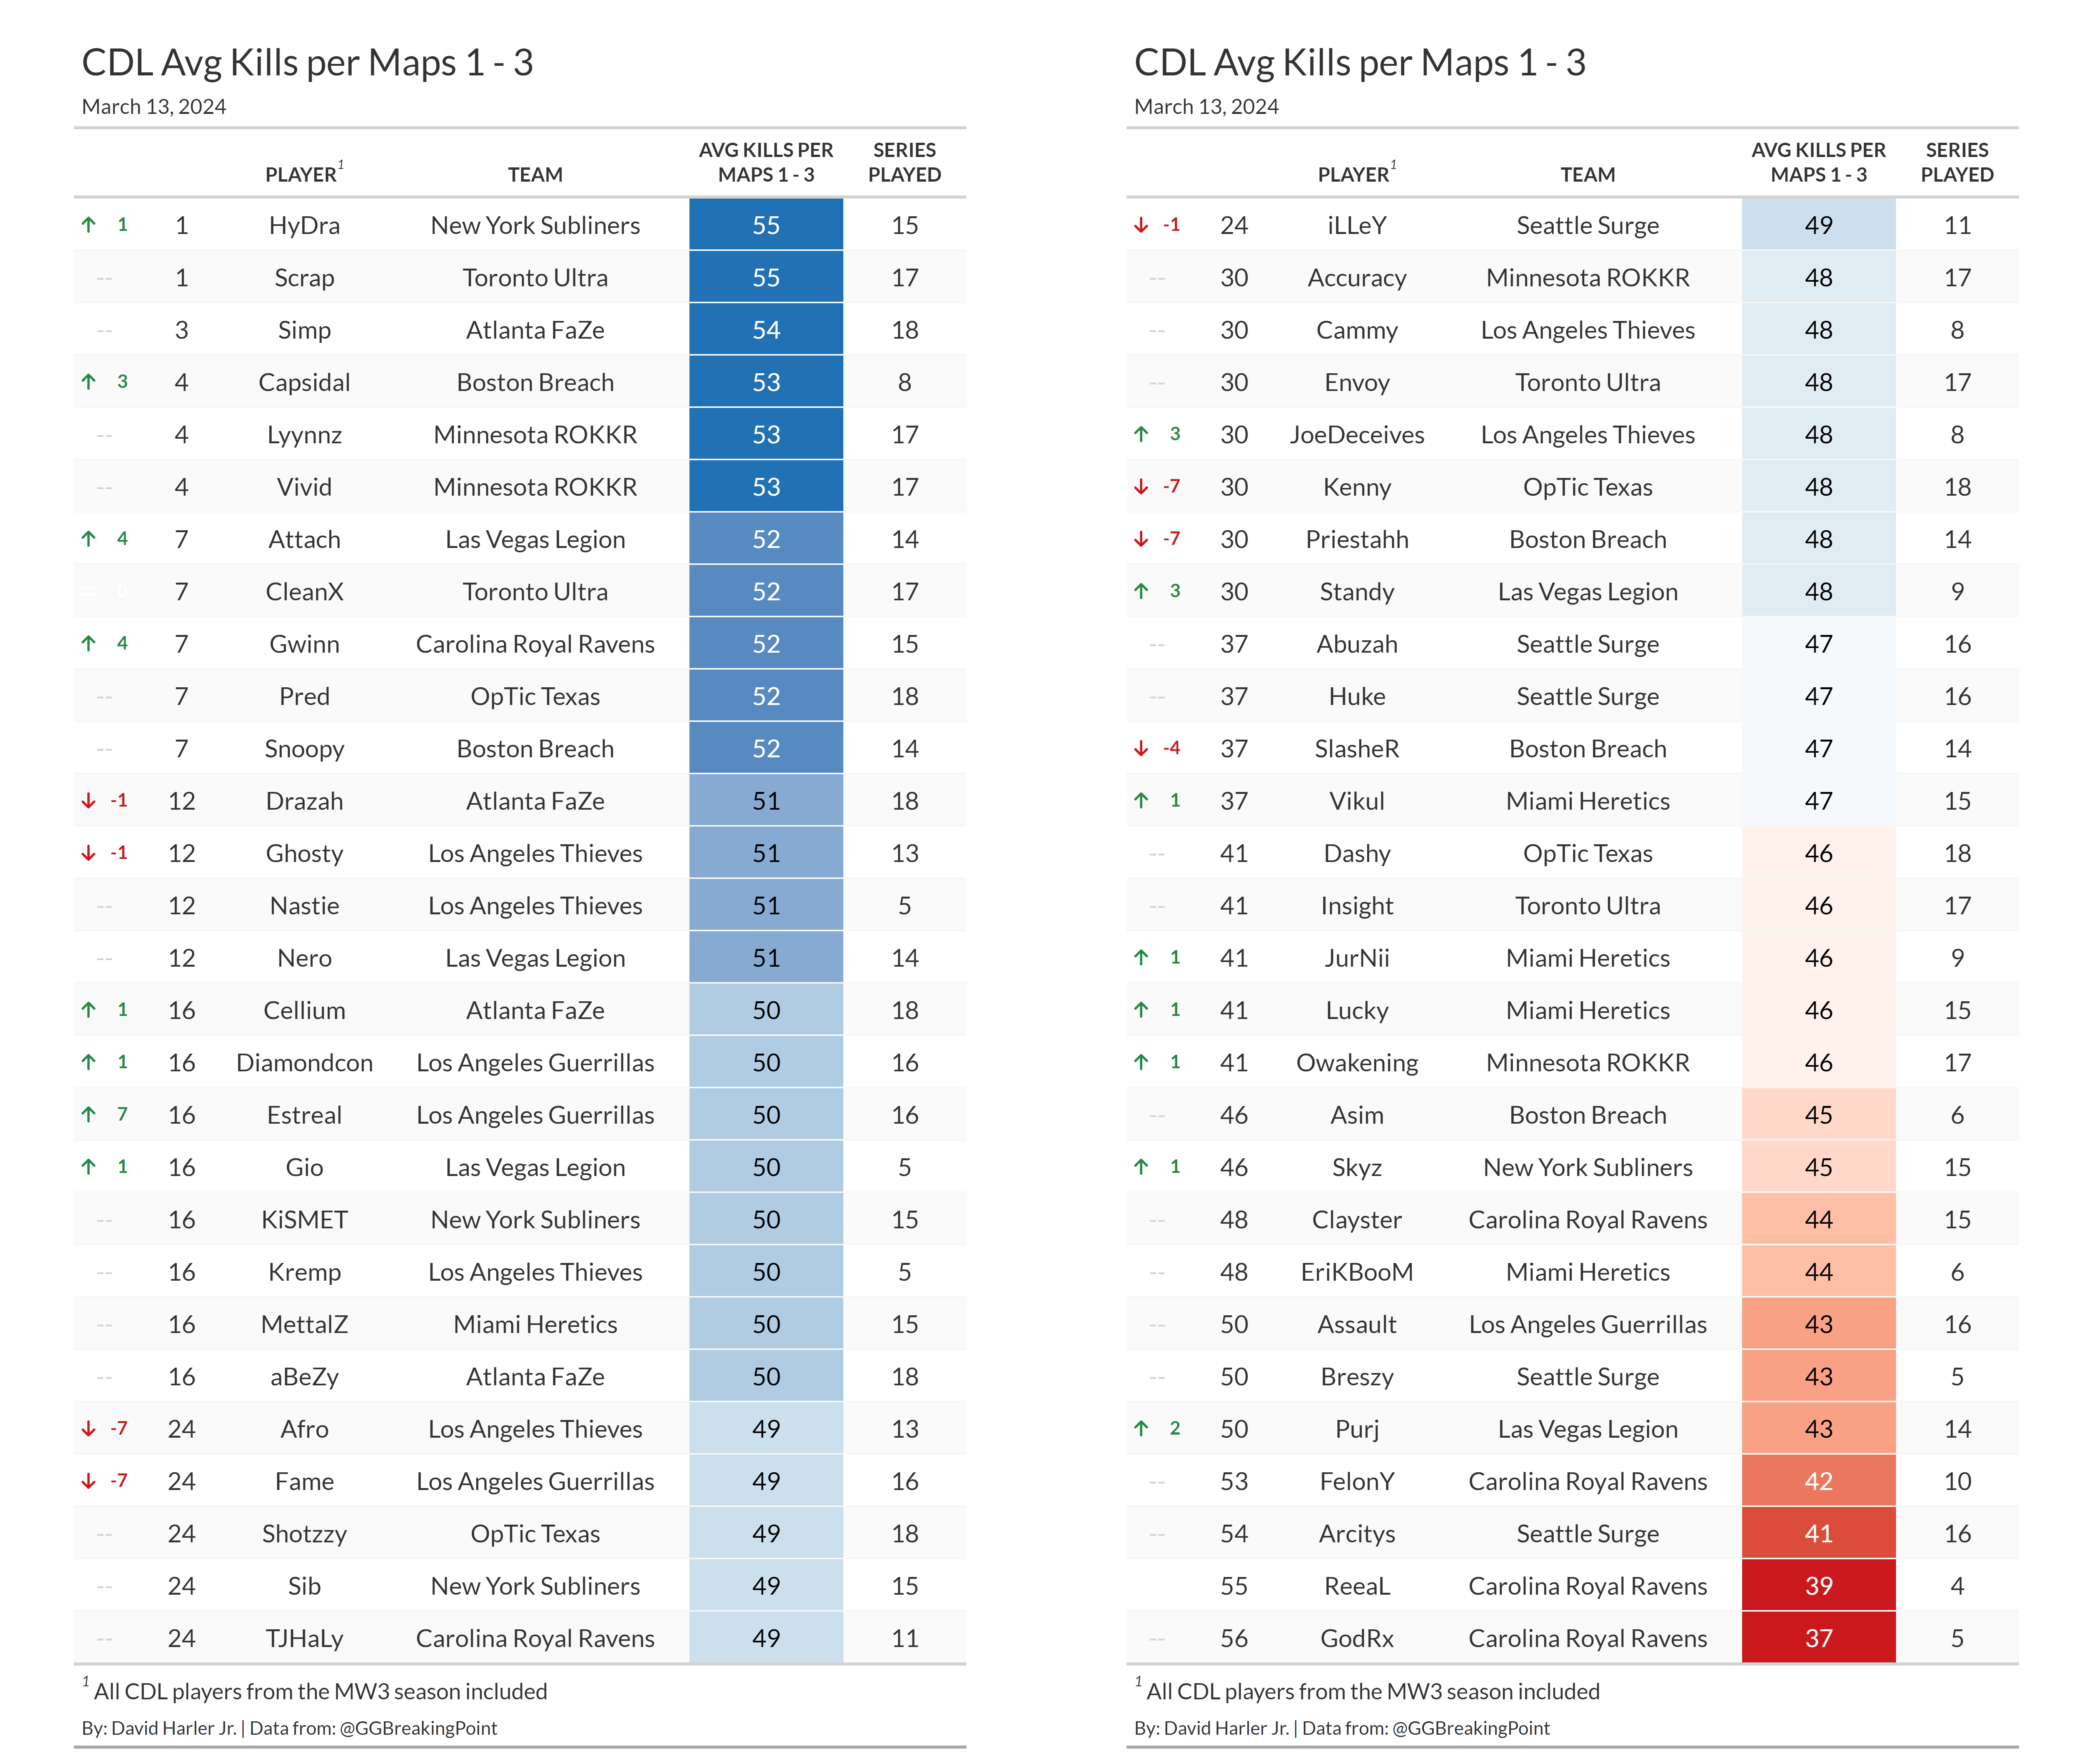 CDL Avg Kills per Maps 1 - 3
March 13, 2024
PLAYER1 TEAM AVG KILLS PER MAPS 1 - 3 SERIES PLAYED
↑ 1 1 HyDra New York Subliners 55 15
-- 1 Scrap Toronto Ultra 55 17
-- 3 Simp Atlanta FaZe 54 18
↑ 3 4 Capsidal Boston Breach 53 8
-- 4 Lyynnz Minnesota ROKKR 53 17
-- 4 Vivid Minnesota ROKKR 53 17
↑ 4 7 Attach Las Vegas Legion 52 14
= 0 7 CleanX Toronto Ultra 52 17
↑ 4 7 Gwinn Carolina Royal Ravens 52 15
-- 7 Pred OpTic Texas 52 18
-- 7 Snoopy Boston Breach 52 14
↓ -1 12 Drazah Atlanta FaZe 51 18
↓ -1 12 Ghosty Los Angeles Thieves 51 13
-- 12 Nastie Los Angeles Thieves 51 5
-- 12 Nero Las Vegas Legion 51 14
↑ 1 16 Cellium Atlanta FaZe 50 18
↑ 1 16 Diamondcon Los Angeles Guerrillas 50 16
↑ 7 16 Estreal Los Angeles Guerrillas 50 16
↑ 1 16 Gio Las Vegas Legion 50 5
-- 16 KiSMET New York Subliners 50 15
-- 16 Kremp Los Angeles Thieves 50 5
-- 16 MettalZ Miami Heretics 50 15
-- 16 aBeZy Atlanta FaZe 50 18
↓ -7 24 Afro Los Angeles Thieves 49 13
↓ -7 24 Fame Los Angeles Guerrillas 49 16
-- 24 Shotzzy OpTic Texas 49 18
-- 24 Sib New York Subliners 49 15
-- 24 TJHaLy Carolina Royal Ravens 49 11
1 All CDL players from the MW3 season included
By: David Harler Jr. | Data from: @GGBreakingPoint
CDL Avg Kills per Maps 1 - 3
March 13, 2024
PLAYER1 TEAM AVG KILLS PER MAPS 1 - 3 SERIES PLAYED
↓ -1 24 iLLeY Seattle Surge 49 11
-- 30 Accuracy Minnesota ROKKR 48 17
-- 30 Cammy Los Angeles Thieves 48 8
-- 30 Envoy Toronto Ultra 48 17
↑ 3 30 JoeDeceives Los Angeles Thieves 48 8
↓ -7 30 Kenny OpTic Texas 48 18
↓ -7 30 Priestahh Boston Breach 48 14
↑ 3 30 Standy Las Vegas Legion 48 9
-- 37 Abuzah Seattle Surge 47 16
-- 37 Huke Seattle Surge 47 16
↓ -4 37 SlasheR Boston Breach 47 14
↑ 1 37 Vikul Miami Heretics 47 15
-- 41 Dashy OpTic Texas 46 18
-- 41 Insight Toronto Ultra 46 17
↑ 1 41 JurNii Miami Heretics 46 9
↑ 1 41 Lucky Miami Heretics 46 15
↑ 1 41 Owakening Minnesota ROKKR 46 17
-- 46 Asim Boston Breach 45 6
↑ 1 46 Skyz New York Subliners 45 15
-- 48 Clayster Carolina Royal Ravens 44 15
-- 48 EriKBooM Miami Heretics 44 6
-- 50 Assault Los Angeles Guerrillas 43 16
-- 50 Breszy Seattle Surge 43 5
↑ 2 50 Purj Las Vegas Legion 43 14
-- 53 FelonY Carolina Royal Ravens 42 10
-- 54 Arcitys Seattle Surge 41 16
55 ReeaL Carolina Royal Ravens 39 4
-- 56 GodRx Carolina Royal Ravens 37 5
1 All CDL players from the MW3 season included
By: David Harler Jr. | Data from: @GGBreakingPoint